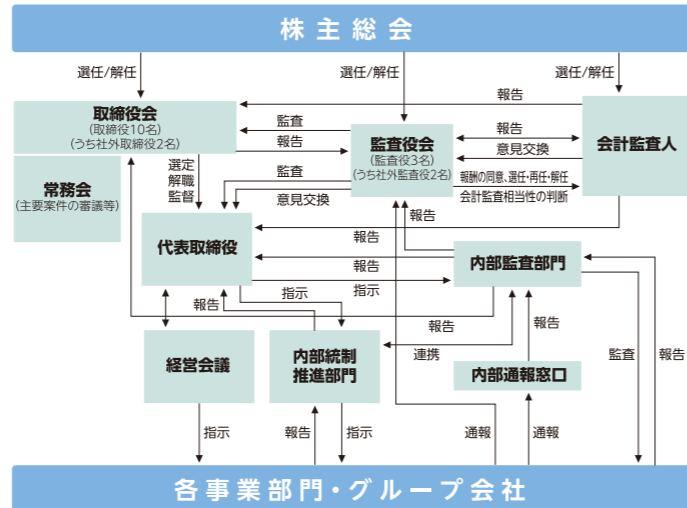 株主総会
選任/解任
選任/解任
選任/解任
取締役会
(取締役10名)
(うち社外取締役2名)
常務会
(主要案件の審議等)
監査役会
(監査役3名)
(うち社外監査役2名)
会計監査人
報告
監査
報告
報告
意見交換
選定
解職
監督
監査
意見交換
報酬の同意、選任・再任・解任
会計監査相当性の判断
報告
報告
代表取締役
内部監査部門
報告
指示
指示
報告
報告
報告
連携
監査
報告
経営会議
内部統制
推進部門
内部通報窓口
指示
報告
指示
通報
通報
各事業部門・グループ会社